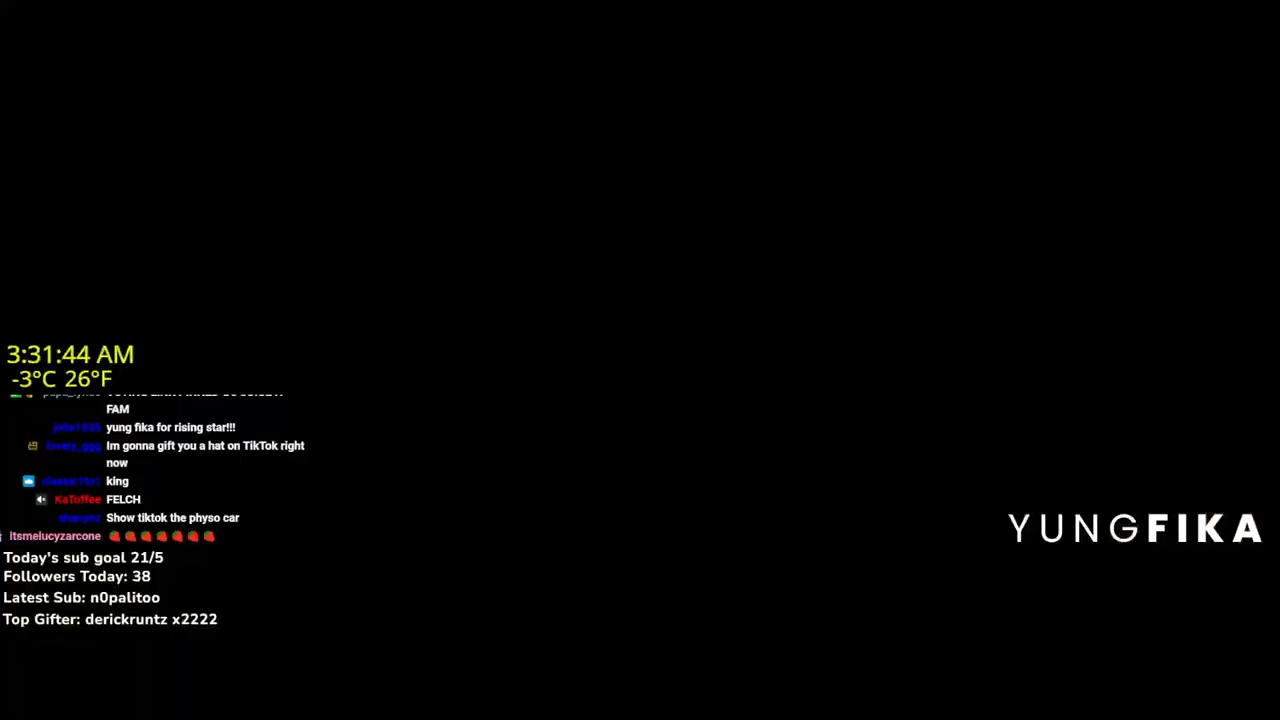 3:31:44 AM
-3°C 26°F
FAM
yung fika for rising star!!!
lovely_ggg Im gonna gift you a hat on TikTok right
now
king
KaToffee FELCH
Show tiktok the physo car
itsmelucyzarcone 🍓🍓🍓🍓🍓🍓🍓
Today's sub goal 21/5
Followers Today: 38
Latest Sub: n0palitoo
Top Gifter: derickruntz x2222
YUNGFIKA